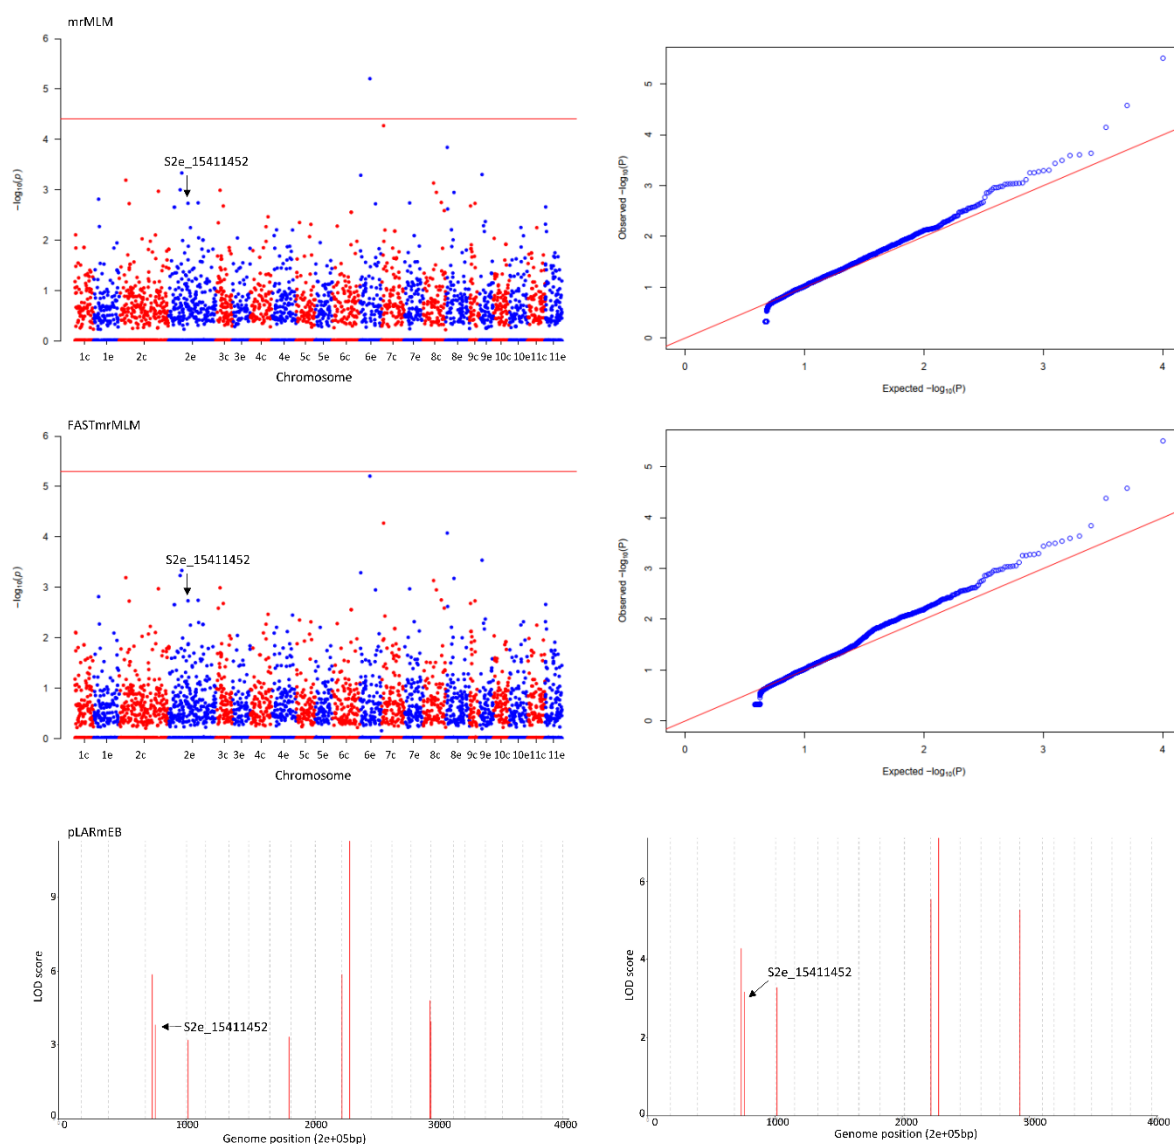 mrMLM
6
5
4
3
2
1
0
−log₁₀(p)
S2e_15411452
1c 1e 2c 2e 3c 3e 4c 4e 5c 5e 6c 6e 7c 7e 8c 8e 9c 9e 10c 10e 11c 11e
Chromosome
5
4
3
2
1
0
Observed −log₁₀(P)
0 1 2 3 4
Expected −log₁₀(P)
FASTmrMLM
6
5
4
3
2
1
0
−log₁₀(p)
S2e_15411452
1c 1e 2c 2e 3c 3e 4c 4e 5c 5e 6c 6e 7c 7e 8c 8e 9c 9e 10c 10e 11c 11e
Chromosome
5
4
3
2
1
0
Observed −log₁₀(P)
0 1 2 3 4
Expected −log₁₀(P)
pLARmEB
9
6
3
0
LOD score
S2e_15411452
0 1000 2000 3000 4000
Genome position (2e+05bp)
6
4
2
0
LOD score
S2e_15411452
0 1000 2000 3000 4000
Genome position (2e+05bp)